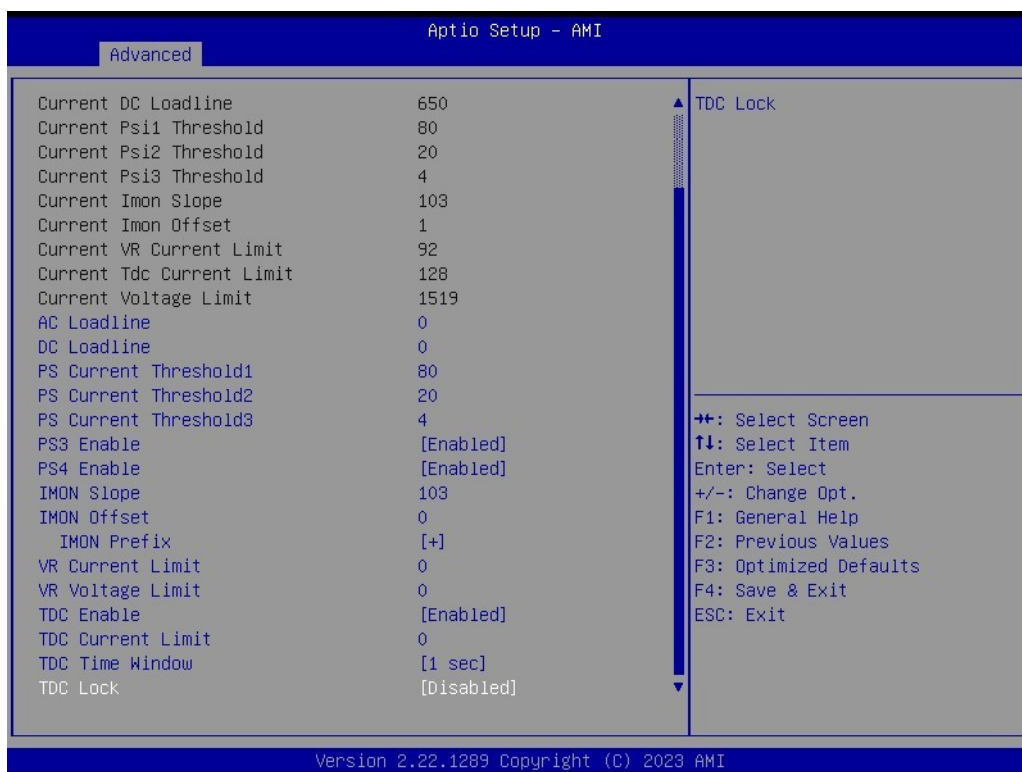 Aptio Setup – AMI
Advanced
Current DC Loadline 650
Current Psi1 Threshold 80
Current Psi2 Threshold 20
Current Psi3 Threshold 4
Current Imon Slope 103
Current Imon Offset 1
Current VR Current Limit 92
Current Tdc Current Limit 128
Current Voltage Limit 1519
AC Loadline 0
DC Loadline 0
PS Current Threshold1 80
PS Current Threshold2 20
PS Current Threshold3 4
PS3 Enable [Enabled]
PS4 Enable [Enabled]
IMON Slope 103
IMON Offset 0
IMON Prefix [+]
VR Current Limit 0
VR Voltage Limit 0
TDC Enable [Enabled]
TDC Current Limit 0
TDC Time Window [1 sec]
TDC Lock [Disabled]
TDC Lock
→←: Select Screen
↑↓: Select Item
Enter: Select
+/-: Change Opt.
F1: General Help
F2: Previous Values
F3: Optimized Defaults
F4: Save & Exit
ESC: Exit
Version 2.22.1289 Copyright (C) 2023 AMI